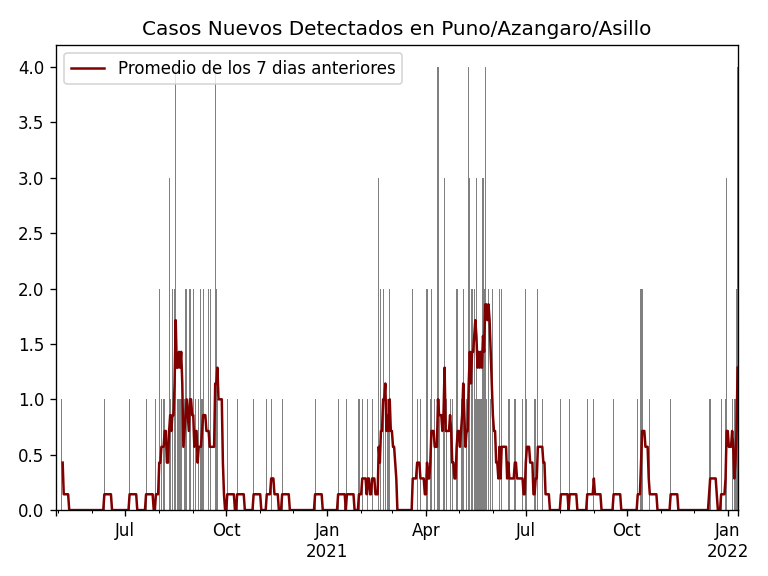 Casos Nuevos Detectados en Puno/Azangaro/Asillo
Promedio de los 7 dias anteriores
4.0
3.5
3.0
2.5
2.0
1.5
1.0
0.5
0.0
Jul
Oct
Jan
2021
Apr
Jul
Oct
Jan
2022